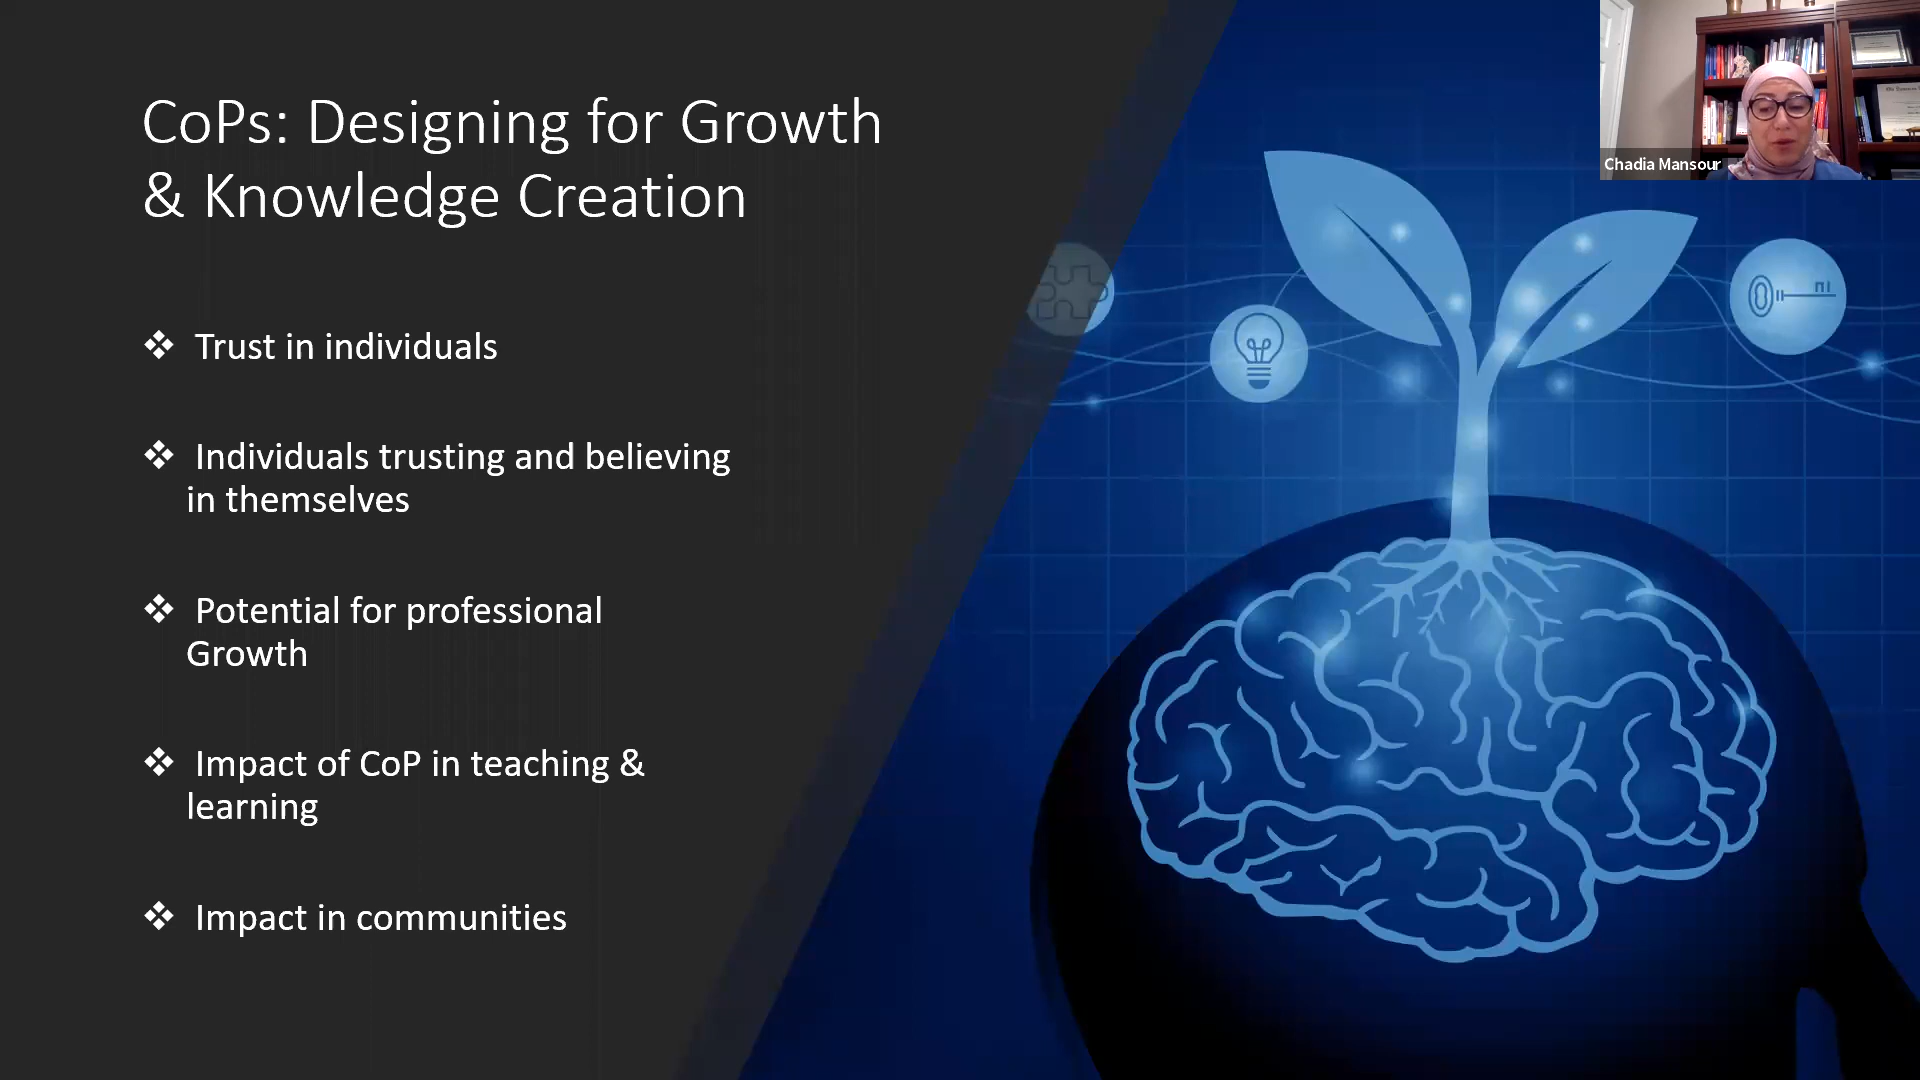 CoPs: Designing for Growth
& Knowledge Creation
❖ Trust in individuals
❖ Individuals trusting and believing
in themselves
❖ Potential for professional
Growth
❖ Impact of CoP in teaching &
learning
❖ Impact in communities
Chadia Mansour